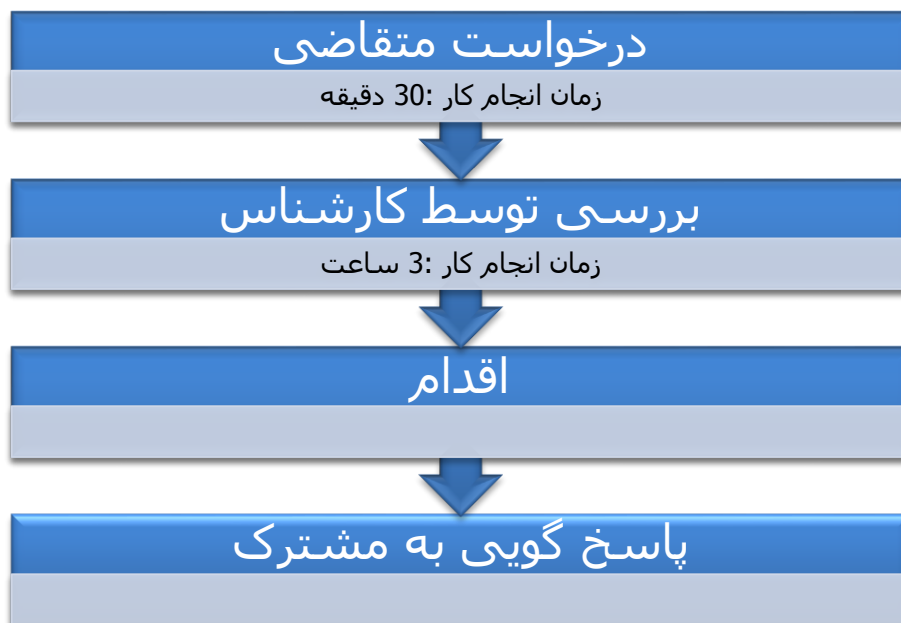 درخواست متقاضی
زمان انجام کار :30 دقیقه
بررسی توسط کارشناس
زمان انجام کار :3 ساعت
اقدام
پاسخ گویی به مشترک